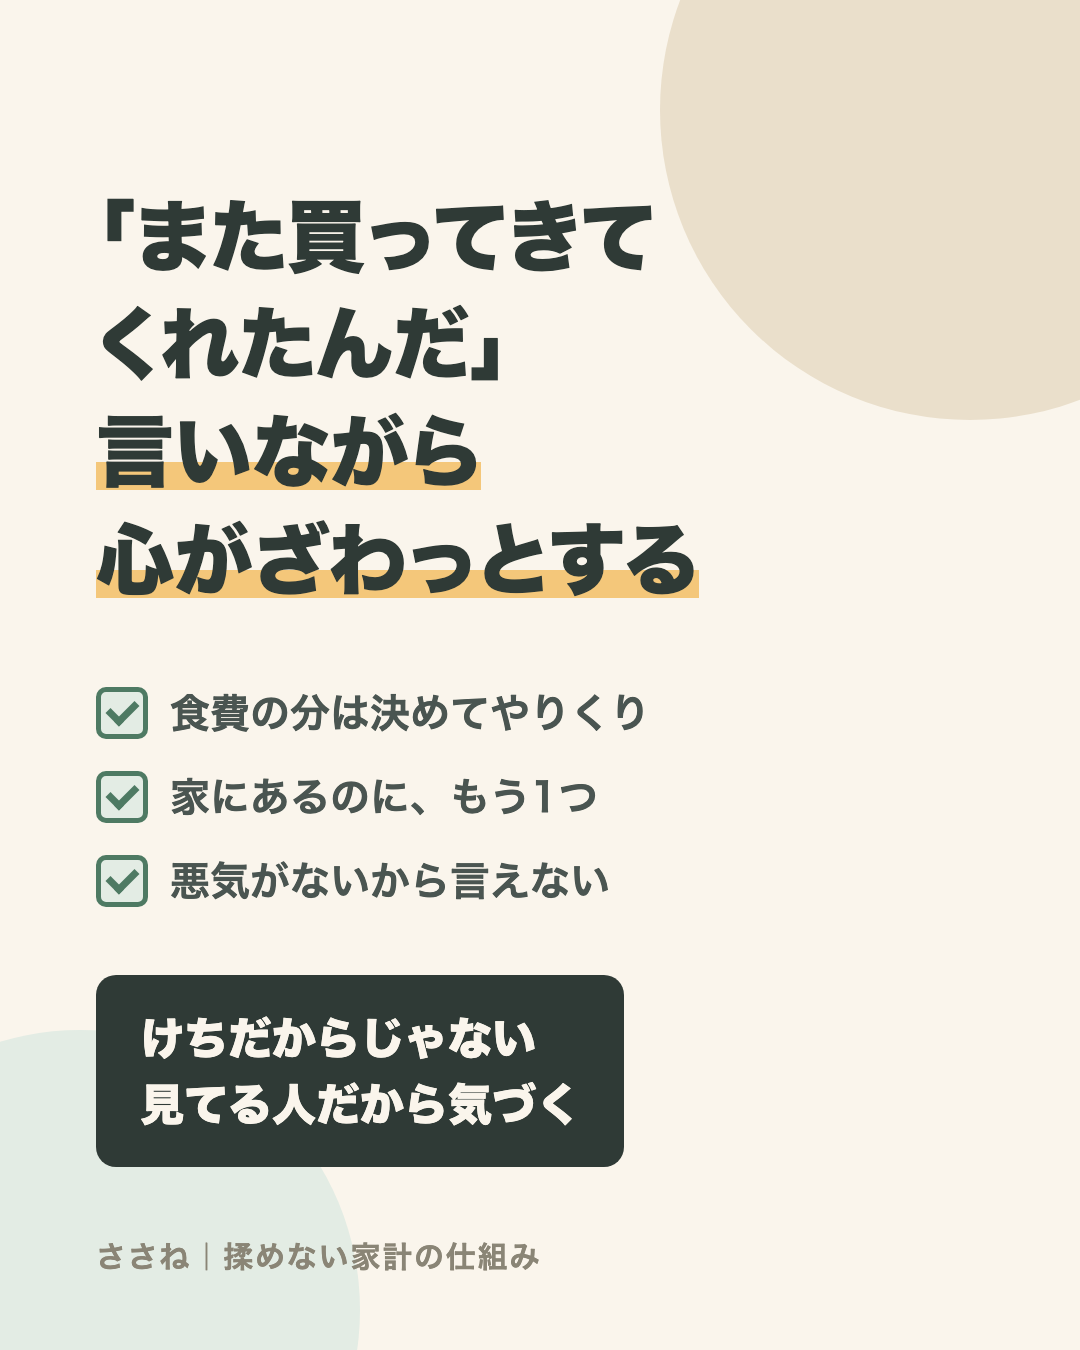 「また買ってきて
くれたんだ」
言いながら
心がざわっとする
食費の分は決めてやりくり
家にあるのに、もう1つ
悪気がないから言えない
けちだからじゃない
見てる人だから気づく
ささね｜揉めない家計の仕組み